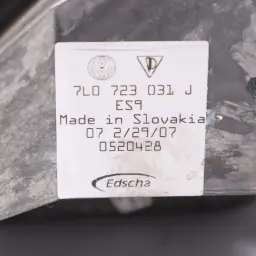 7L0 723 031 J
ES9
Made in Slovakia
07 2/29/07
0520428
Edscha